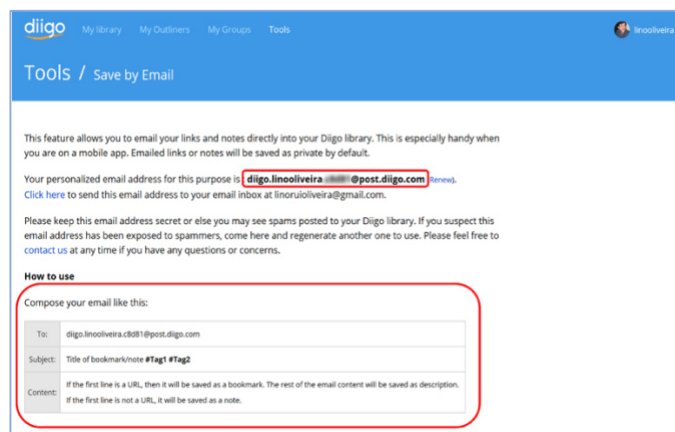 diigo My library My Outliners My Groups Tools linooliveira
Tools / Save by Email
This feature allows you to email your links and notes directly into your Diigo library. This is especially handy when
you are on a mobile app. Emailed links or notes will be saved as private by default.
Your personalized email address for this purpose is diigo.linooliveira. @post.diigo.com (Renew).
Click here to send this email address to your email inbox at linoruioliveira@gmail.com.
Please keep this email address secret or else you may see spams posted to your Diigo library. If you suspect this
email address has been exposed to spammers, come here and regenerate another one to use. Please feel free to
contact us at any time if you have any questions or concerns.
How to use
Compose your email like this:
To: diigo.linooliveira.c8d81@post.diigo.com
Subject: Title of bookmark/note #Tag1 #Tag2
Content: If the first line is a URL, then it will be saved as a bookmark. The rest of the email content will be saved as description.
If the first line is not a URL, it will be saved as a note.